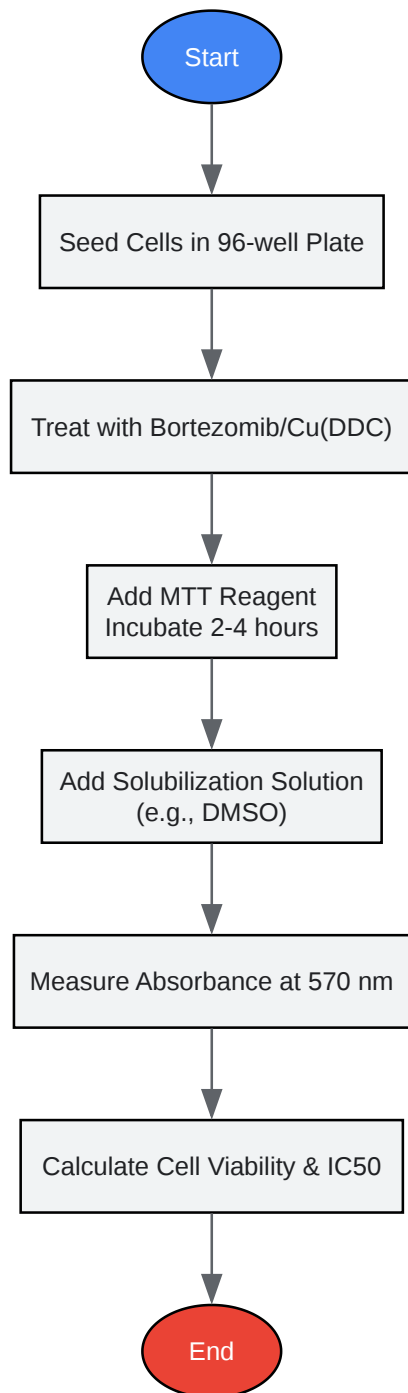 Start
Seed Cells in 96-well Plate
Treat with Bortezomib/Cu(DDC)
Add MTT Reagent
Incubate 2-4 hours
Add Solubilization Solution
(e.g., DMSO)
Measure Absorbance at 570 nm
Calculate Cell Viability & IC50
End